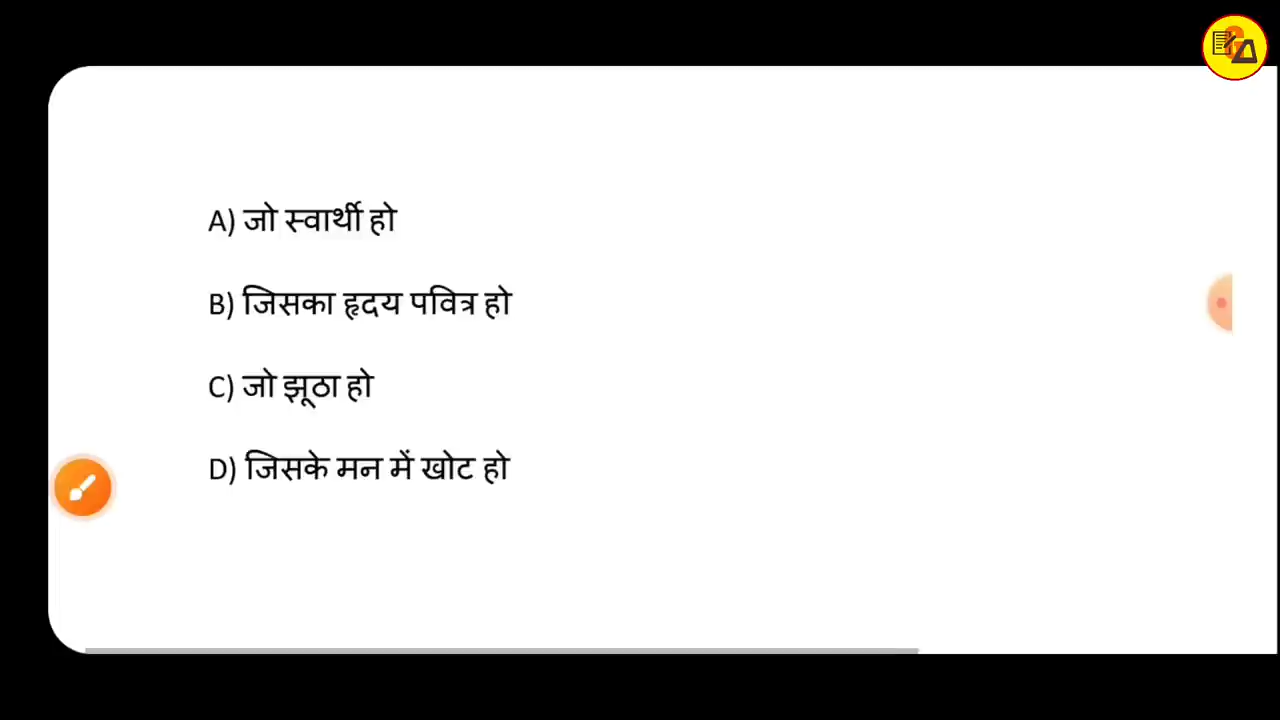 A) जो स्वार्थी हो
B) जिसका हृदय पवित्र हो
C) जो झूठा हो
D) जिसके मन में खोट हो